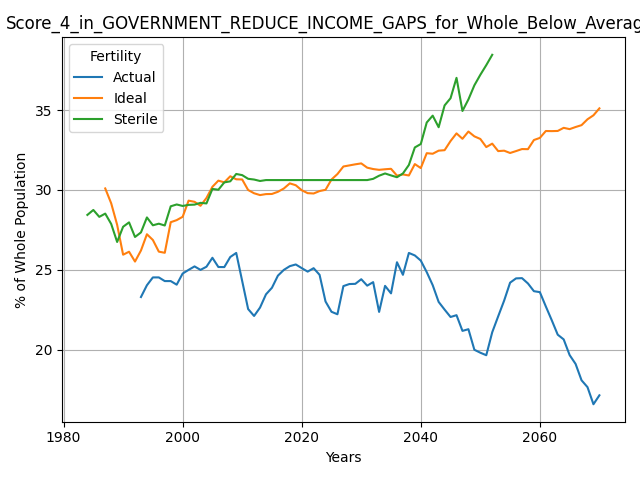 Score_4_in_GOVERNMENT_REDUCE_INCOME_GAPS_for_Whole_Below_Averag
Fertility
Actual
Ideal
Sterile
% of Whole Population
35
30
25
20
1980
2000
2020
2040
2060
Years